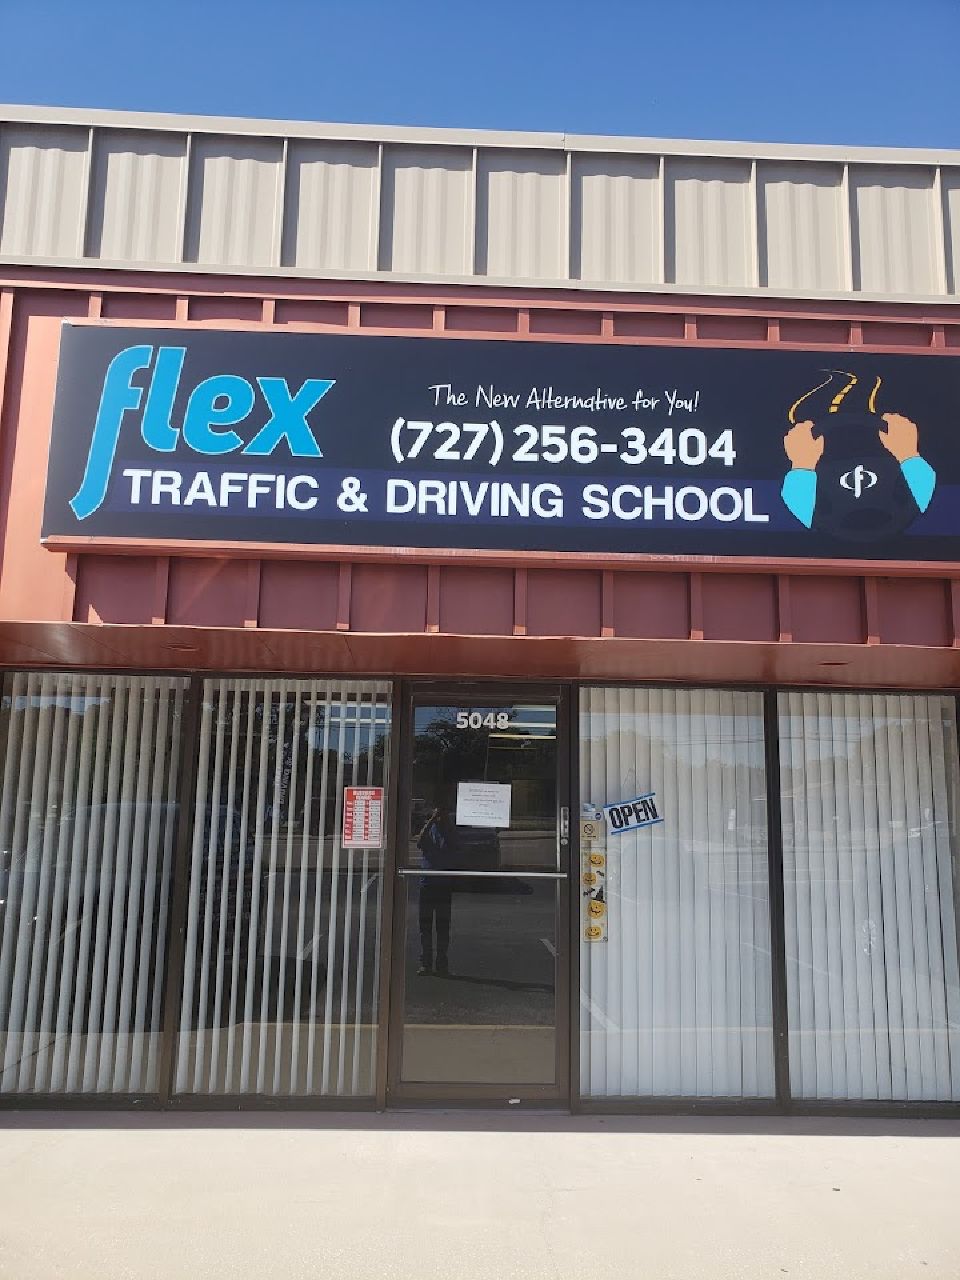 flex
The New Alternative for You!
(727) 256-3404
TRAFFIC & DRIVING SCHOOL
5048
OPEN